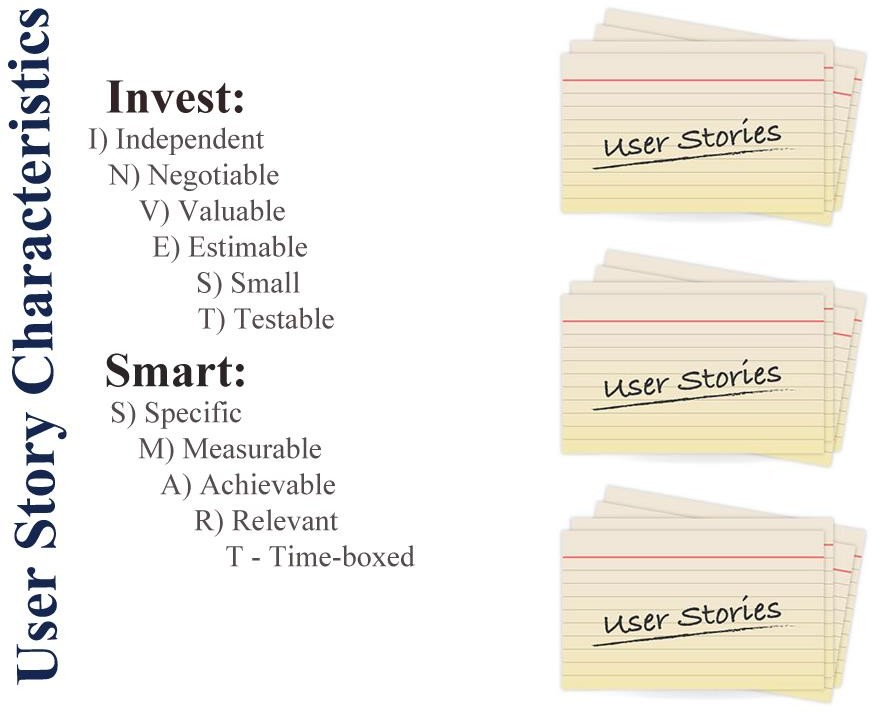 User Story Characteristics
Invest:
I) Independent
N) Negotiable
V) Valuable
E) Estimable
S) Small
T) Testable
Smart:
S) Specific
M) Measurable
A) Achievable
R) Relevant
T - Time-boxed
User Stories
User Stories
User Stories